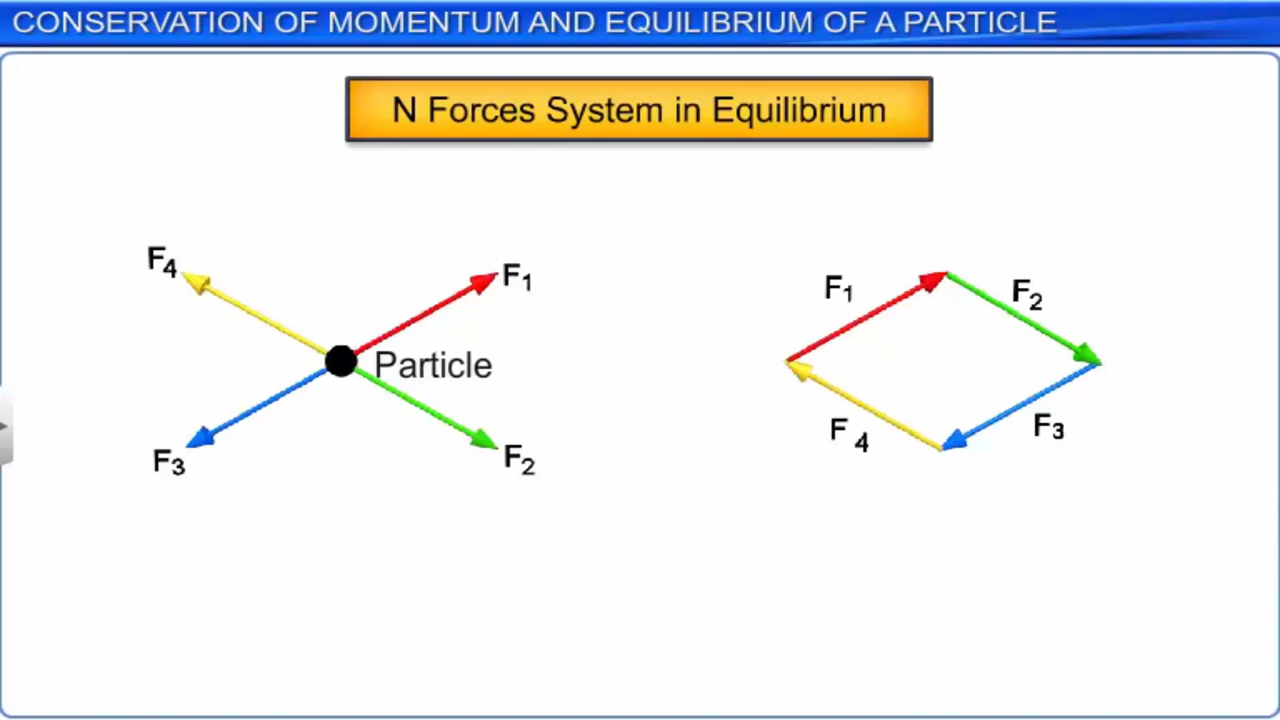 CONSERVATION OF MOMENTUM AND EQUILIBRIUM OF A PARTICLE
N Forces System in Equilibrium
F4
F1
Particle
F3
F2
F1
F2
F4
F3